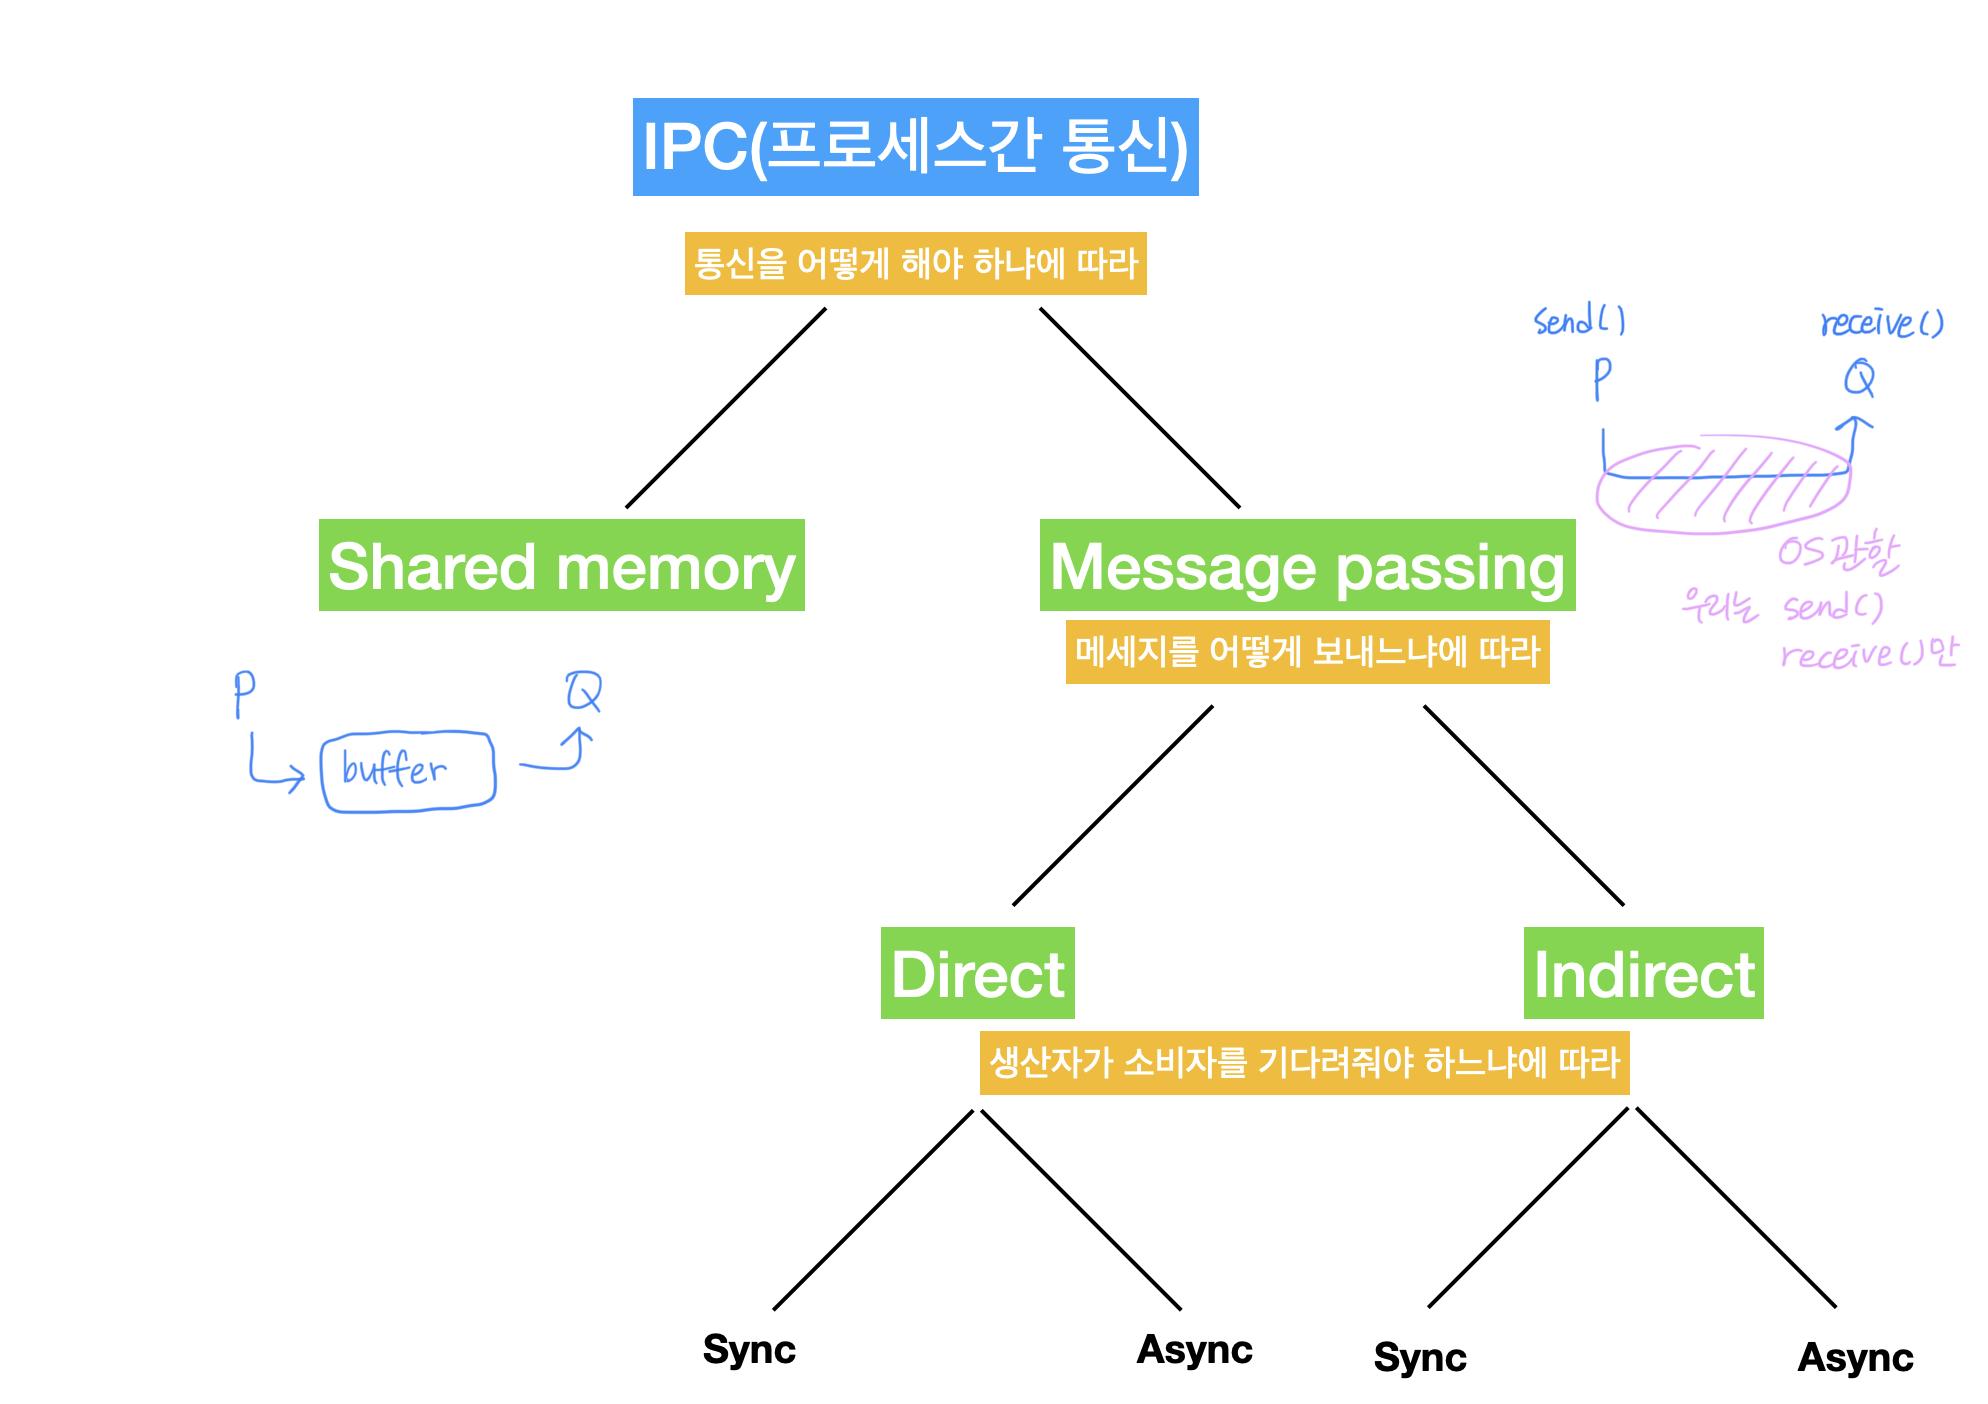 IPC(프로세스간 통신)
통신을 어떻게 해야 하냐에 따라
send()
receive()
P
Q
Shared memory
Message passing
OS관할
우리는 send()
receive()만
메세지를 어떻게 보내느냐에 따라
P
Q
buffer
Direct
Indirect
생산자가 소비자를 기다려줘야 하느냐에 따라
Sync
Async
Sync
Async